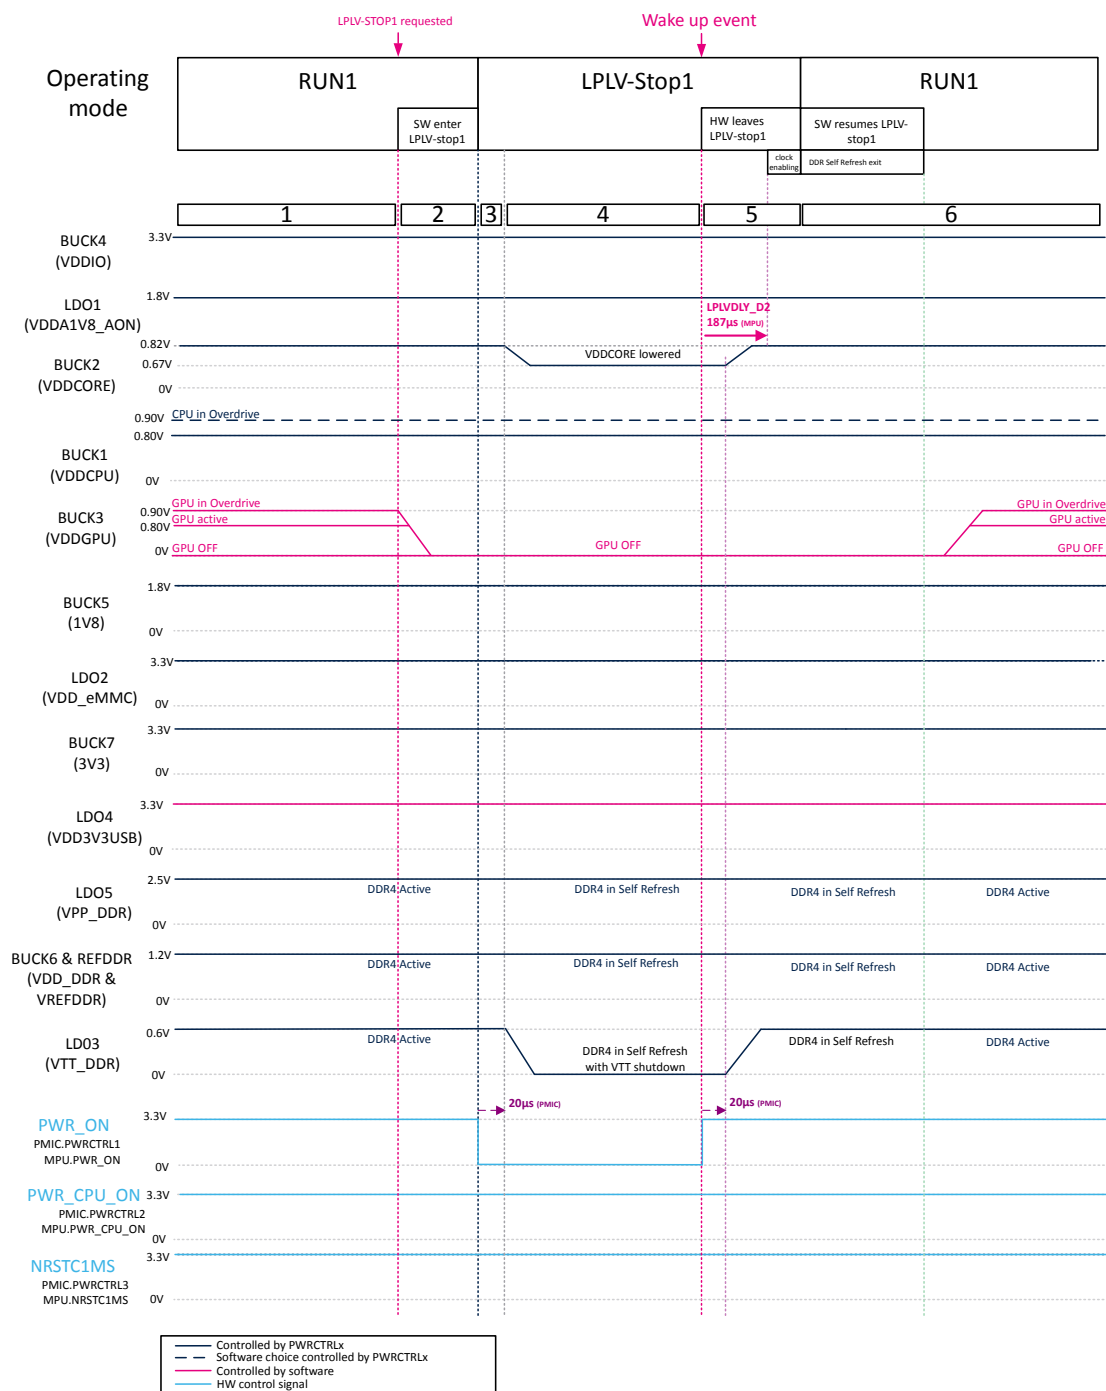 LPLV-STOP1 requested
Wake up event
Operating
mode
RUN1
LPLV-Stop1
RUN1
SW enter
LPLV-stop1
HW leaves
LPLV-stop1
SW resumes LPLV-
stop1
clock
enabling
DDR Self Refresh exit
1
2
3
4
5
6
BUCK4
(VDDIO)
3.3V
LDO1
(VDDA1V8_AON)
1.8V
LPLVDLY_D2
187µs (MPU)
BUCK2
(VDDCORE)
0.82V
0.67V
0V
VDDCORE lowered
0.90V
CPU in Overdrive
0.80V
BUCK1
(VDDCPU)
0V
BUCK3
(VDDGPU)
0.90V
GPU in Overdrive
GPU in Overdrive
0.80V
GPU active
GPU active
0V
GPU OFF
GPU OFF
GPU OFF
BUCK5
(1V8)
1.8V
0V
LDO2
(VDD_eMMC)
3.3V
0V
BUCK7
(3V3)
3.3V
0V
LDO4
(VDD3V3USB)
3.3V
0V
LDO5
(VPP_DDR)
2.5V
0V
DDR4 Active
DDR4 in Self Refresh
DDR4 in Self Refresh
DDR4 Active
BUCK6 & REFDDR
(VDD_DDR &
VREFDDR)
1.2V
0V
DDR4 Active
DDR4 in Self Refresh
DDR4 in Self Refresh
DDR4 Active
LD03
(VTT_DDR)
0.6V
0V
DDR4 Active
DDR4 in Self Refresh
with VTT shutdown
DDR4 in Self Refresh
DDR4 Active
20µs (PMIC)
20µs (PMIC)
PWR_ON
PMIC.PWRCTRL1
MPU.PWR_ON
3.3V
0V
PWR_CPU_ON
PMIC.PWRCTRL2
MPU.PWR_CPU_ON
3.3V
0V
NRSTC1MS
PMIC.PWRCTRL3
MPU.NRSTC1MS
3.3V
0V
Controlled by PWRCTRLx
Software choice controlled by PWRCTRLx
Controlled by software
HW control signal